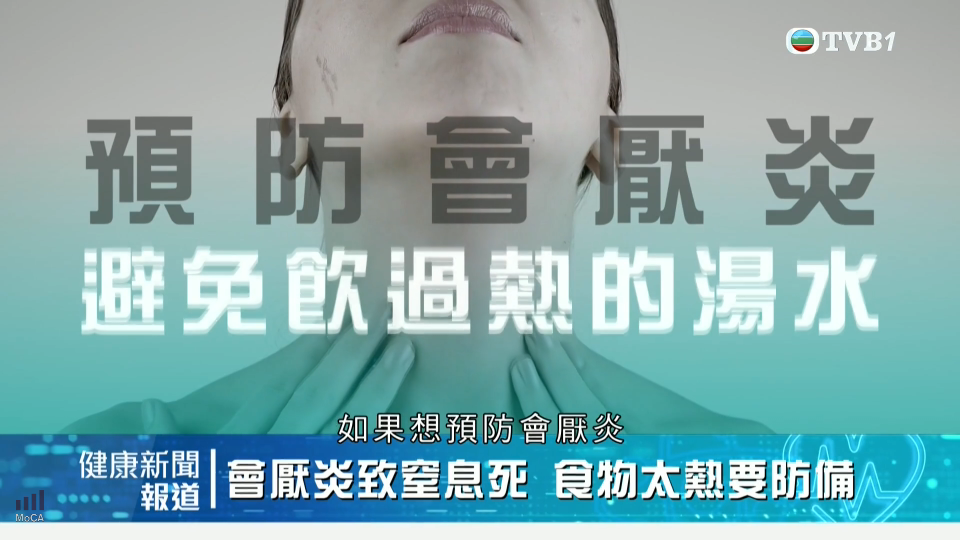 TVB1
預防會厭炎
避免飲過熱的湯水
如果想預防會厭炎
健康新聞
報道
會厭炎致窒息死 食物太熱要防備
MoCA